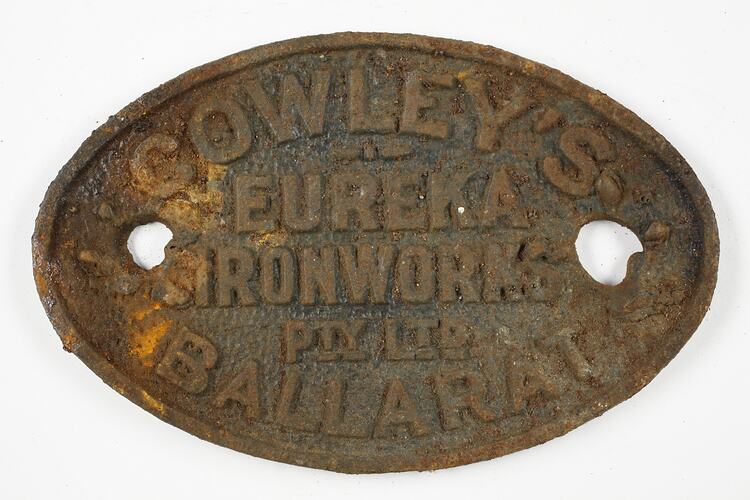 COWLEY'S
EUREKA
IRONWORKS
PTY LTD.
BALLARAT